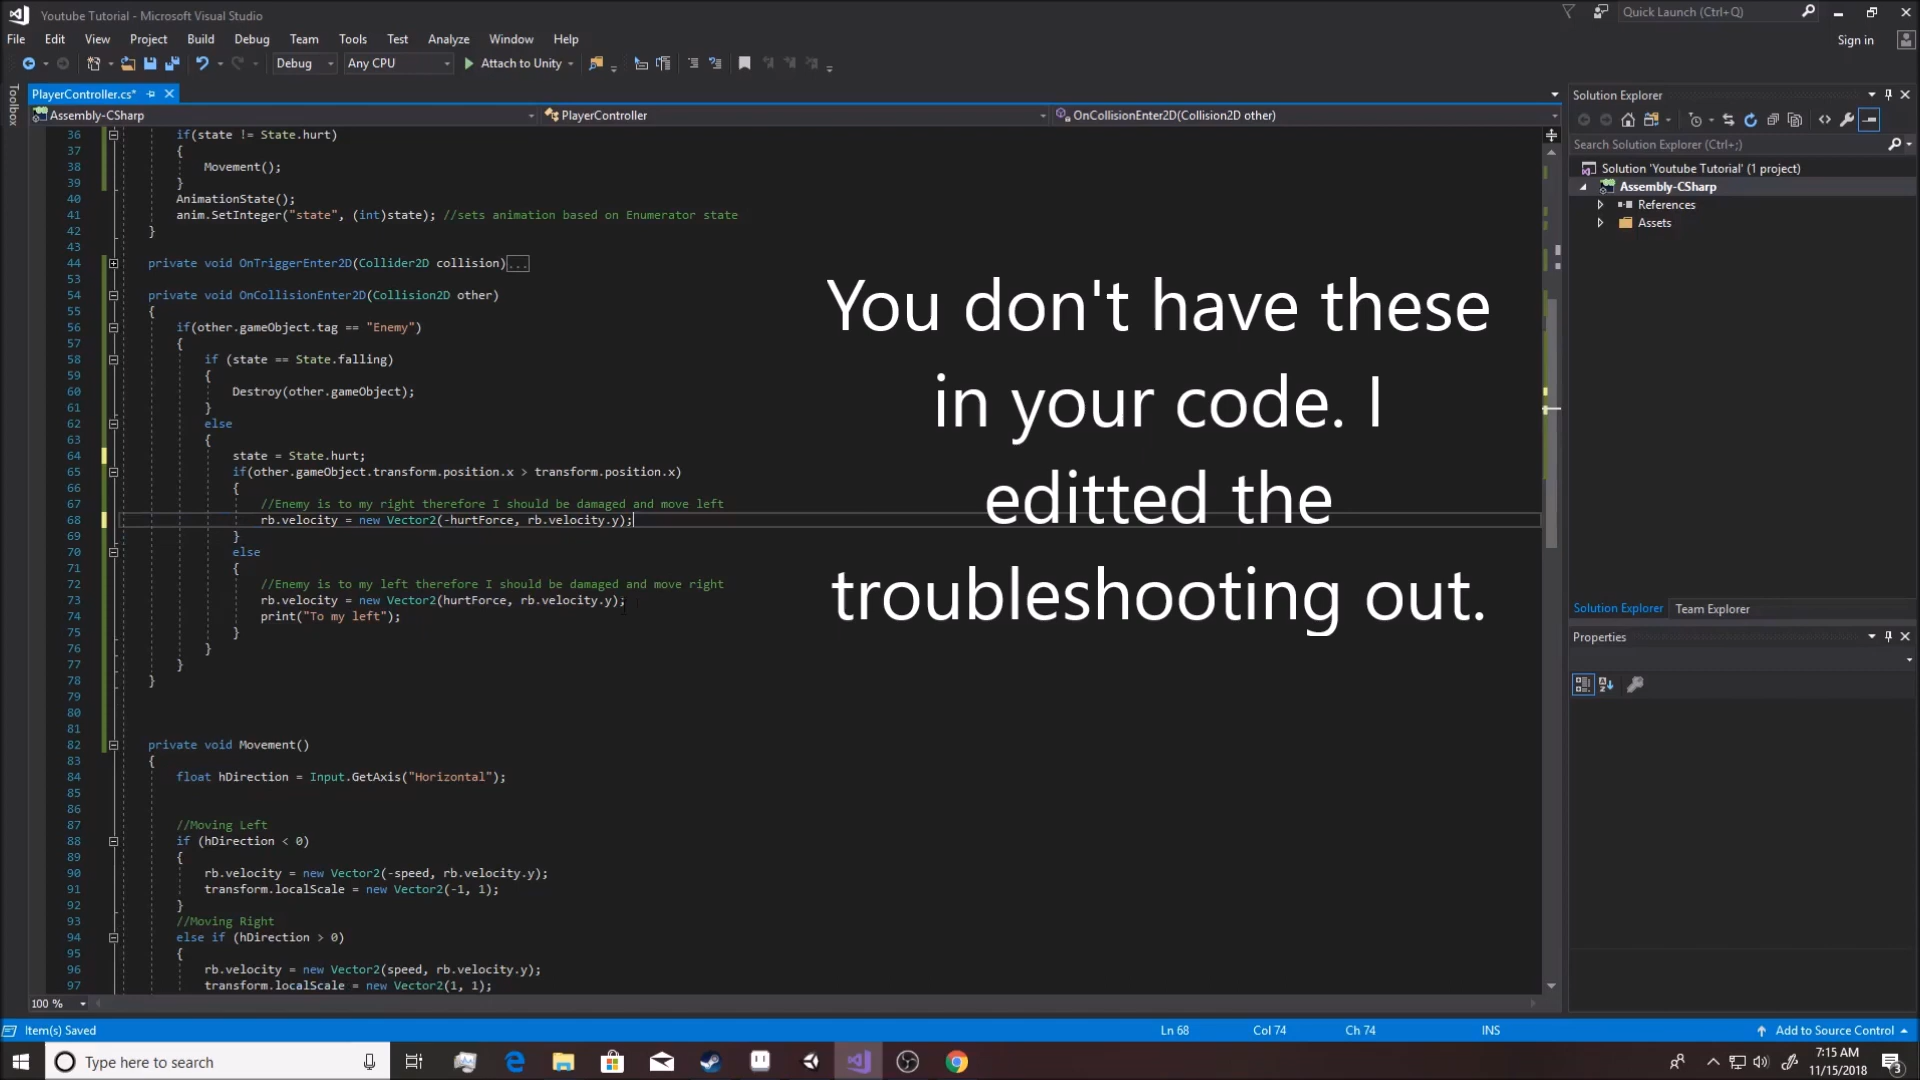 Youtube Tutorial - Microsoft Visual Studio
Quick Launch (Ctrl+Q)
File Edit View Project Build Debug Team Tools Test Analyze Window Help
Sign in
Debug Any CPU Attach to Unity
Toolbox
PlayerController.cs*
Assembly-CSharp PlayerController OnCollisionEnter2D(Collision2D other)
36 if(state != State.hurt)
37 {
38 Movement();
39 }
40 AnimationState();
41 anim.SetInteger("state", (int)state); //sets animation based on Enumerator state
42 }
43
44 private void OnTriggerEnter2D(Collider2D collision)...
53
54 private void OnCollisionEnter2D(Collision2D other)
55 {
56 if(other.gameObject.tag == "Enemy")
57 {
58 if (state == State.falling)
59 {
60 Destroy(other.gameObject);
61 }
62 else
63 {
64 state = State.hurt;
65 if(other.gameObject.transform.position.x > transform.position.x)
66 {
67 //Enemy is to my right therefore I should be damaged and move left
68 rb.velocity = new Vector2(-hurtForce, rb.velocity.y);
69 }
70 else
71 {
72 //Enemy is to my left therefore I should be damaged and move right
73 rb.velocity = new Vector2(hurtForce, rb.velocity.y);
74 print("To my left");
75 }
76 }
77 }
78 }
79
80
81
82 private void Movement()
83 {
84 float hDirection = Input.GetAxis("Horizontal");
85
86
87 //Moving Left
88 if (hDirection < 0)
89 {
90 rb.velocity = new Vector2(-speed, rb.velocity.y);
91 transform.localScale = new Vector2(-1, 1);
92 }
93 //Moving Right
94 else if (hDirection > 0)
95 {
96 rb.velocity = new Vector2(speed, rb.velocity.y);
97 transform.localScale = new Vector2(1, 1);
100 %
You don't have these
in your code. I
editted the
troubleshooting out.
Solution Explorer
Search Solution Explorer (Ctrl+;)
Solution 'Youtube Tutorial' (1 project)
Assembly-CSharp
References
Assets
Solution Explorer Team Explorer
Properties
Item(s) Saved Ln 68 Col 74 Ch 74 INS Add to Source Control
Type here to search
7:15 AM
11/15/2018
3